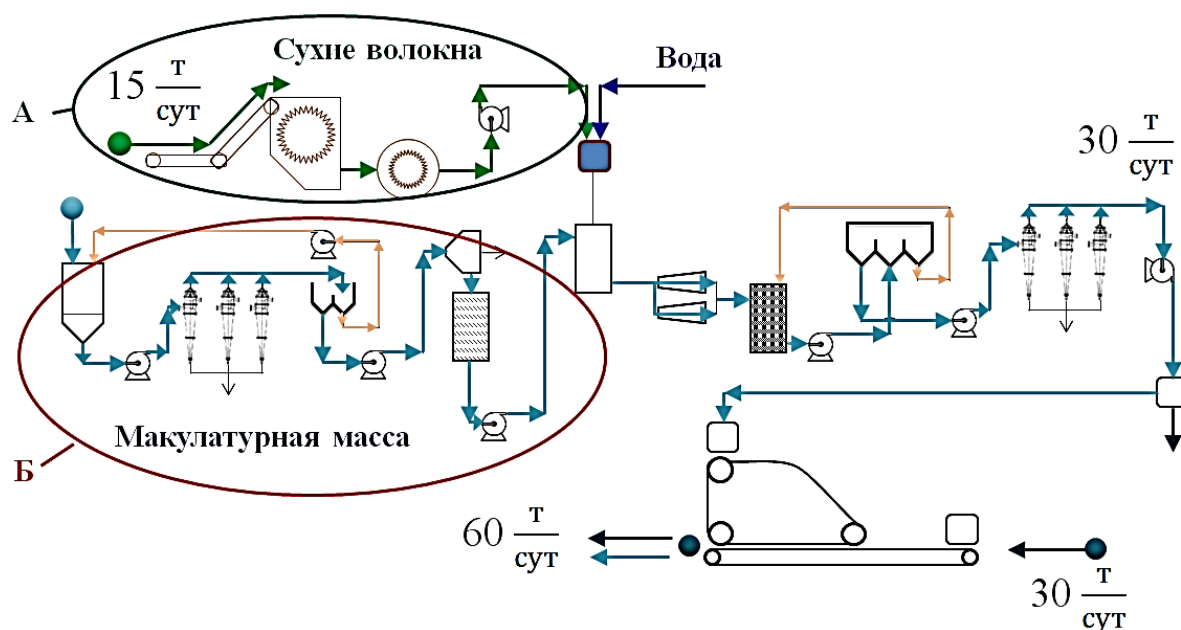 Сухие волокна
Вода
15 т/сут
А
30 т/сут
Макулатурная масса
Б
60 т/сут
30 т/сут